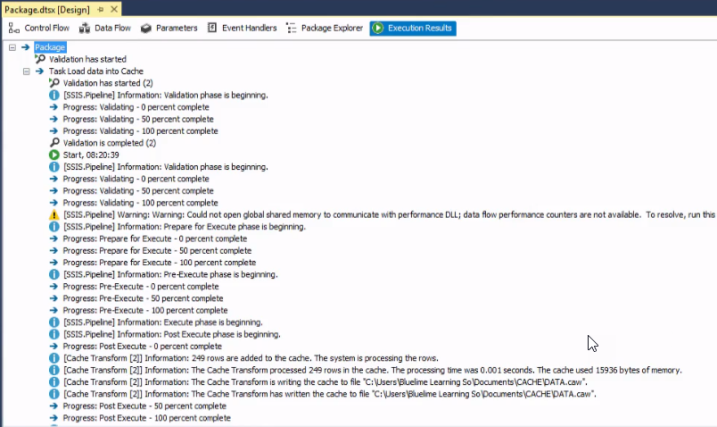 Package.dtsx [Design]
Control Flow Data Flow Parameters Event Handlers Package Explorer Execution Results
Package
Validation has started
Task Load data into Cache
Validation has started (2)
[SSIS.Pipeline] Information: Validation phase is beginning.
Progress: Validating - 0 percent complete
Progress: Validating - 50 percent complete
Progress: Validating - 100 percent complete
Validation is completed (2)
Start, 08:20:39
[SSIS.Pipeline] Information: Validation phase is beginning.
Progress: Validating - 0 percent complete
Progress: Validating - 50 percent complete
Progress: Validating - 100 percent complete
[SSIS.Pipeline] Warning: Warning: Could not open global shared memory to communicate with performance DLL; data flow performance counters are not available.  To resolve, run this
[SSIS.Pipeline] Information: Prepare for Execute phase is beginning.
Progress: Prepare for Execute - 0 percent complete
Progress: Prepare for Execute - 50 percent complete
Progress: Prepare for Execute - 100 percent complete
[SSIS.Pipeline] Information: Pre-Execute phase is beginning.
Progress: Pre-Execute - 0 percent complete
Progress: Pre-Execute - 50 percent complete
Progress: Pre-Execute - 100 percent complete
[SSIS.Pipeline] Information: Execute phase is beginning.
[SSIS.Pipeline] Information: Post Execute phase is beginning.
Progress: Post Execute - 0 percent complete
[Cache Transform [2]] Information: 249 rows are added to the cache. The system is processing the rows.
[Cache Transform [2]] Information: The Cache Transform processed 249 rows in the cache. The processing time was 0.001 seconds. The cache used 15936 bytes of memory.
[Cache Transform [2]] Information: The Cache Transform is writing the cache to file "C:\Users\Bluelime Learning So\Documents\CACHE\DATA.caw".
[Cache Transform [2]] Information: The Cache Transform has written the cache to file "C:\Users\Bluelime Learning So\Documents\CACHE\DATA.caw".
Progress: Post Execute - 50 percent complete
Progress: Post Execute - 100 percent complete